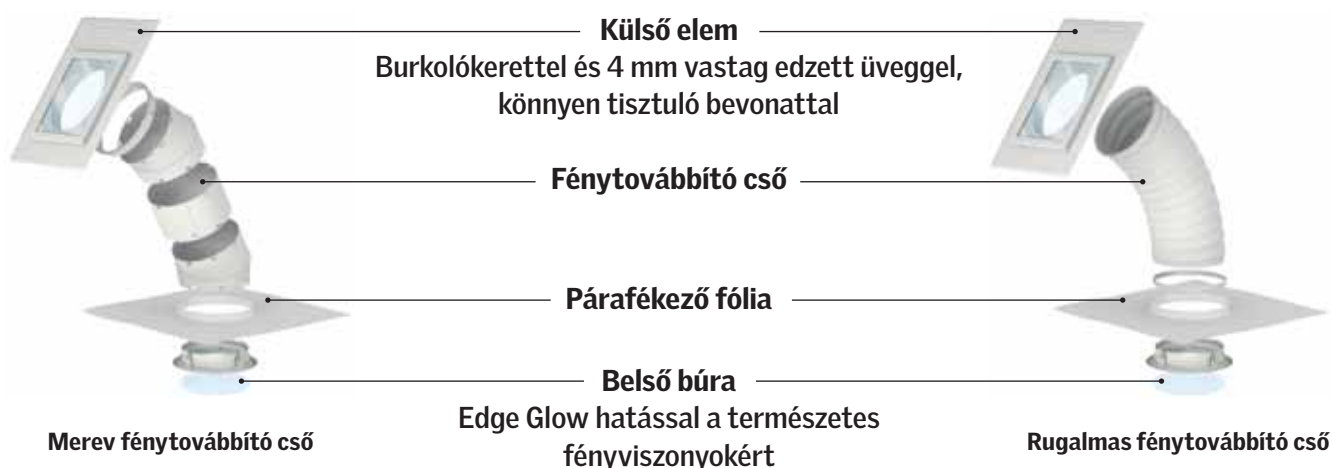 Külső elem
Burkolókerettel és 4 mm vastag edzett üveggel,
könnyen tisztuló bevonattal
Fénytovábbító cső
Párafékező fólia
Belső búra
Edge Glow hatással a természetes
fényviszonyokért
Merev fénytovábbító cső
Rugalmas fénytovábbító cső